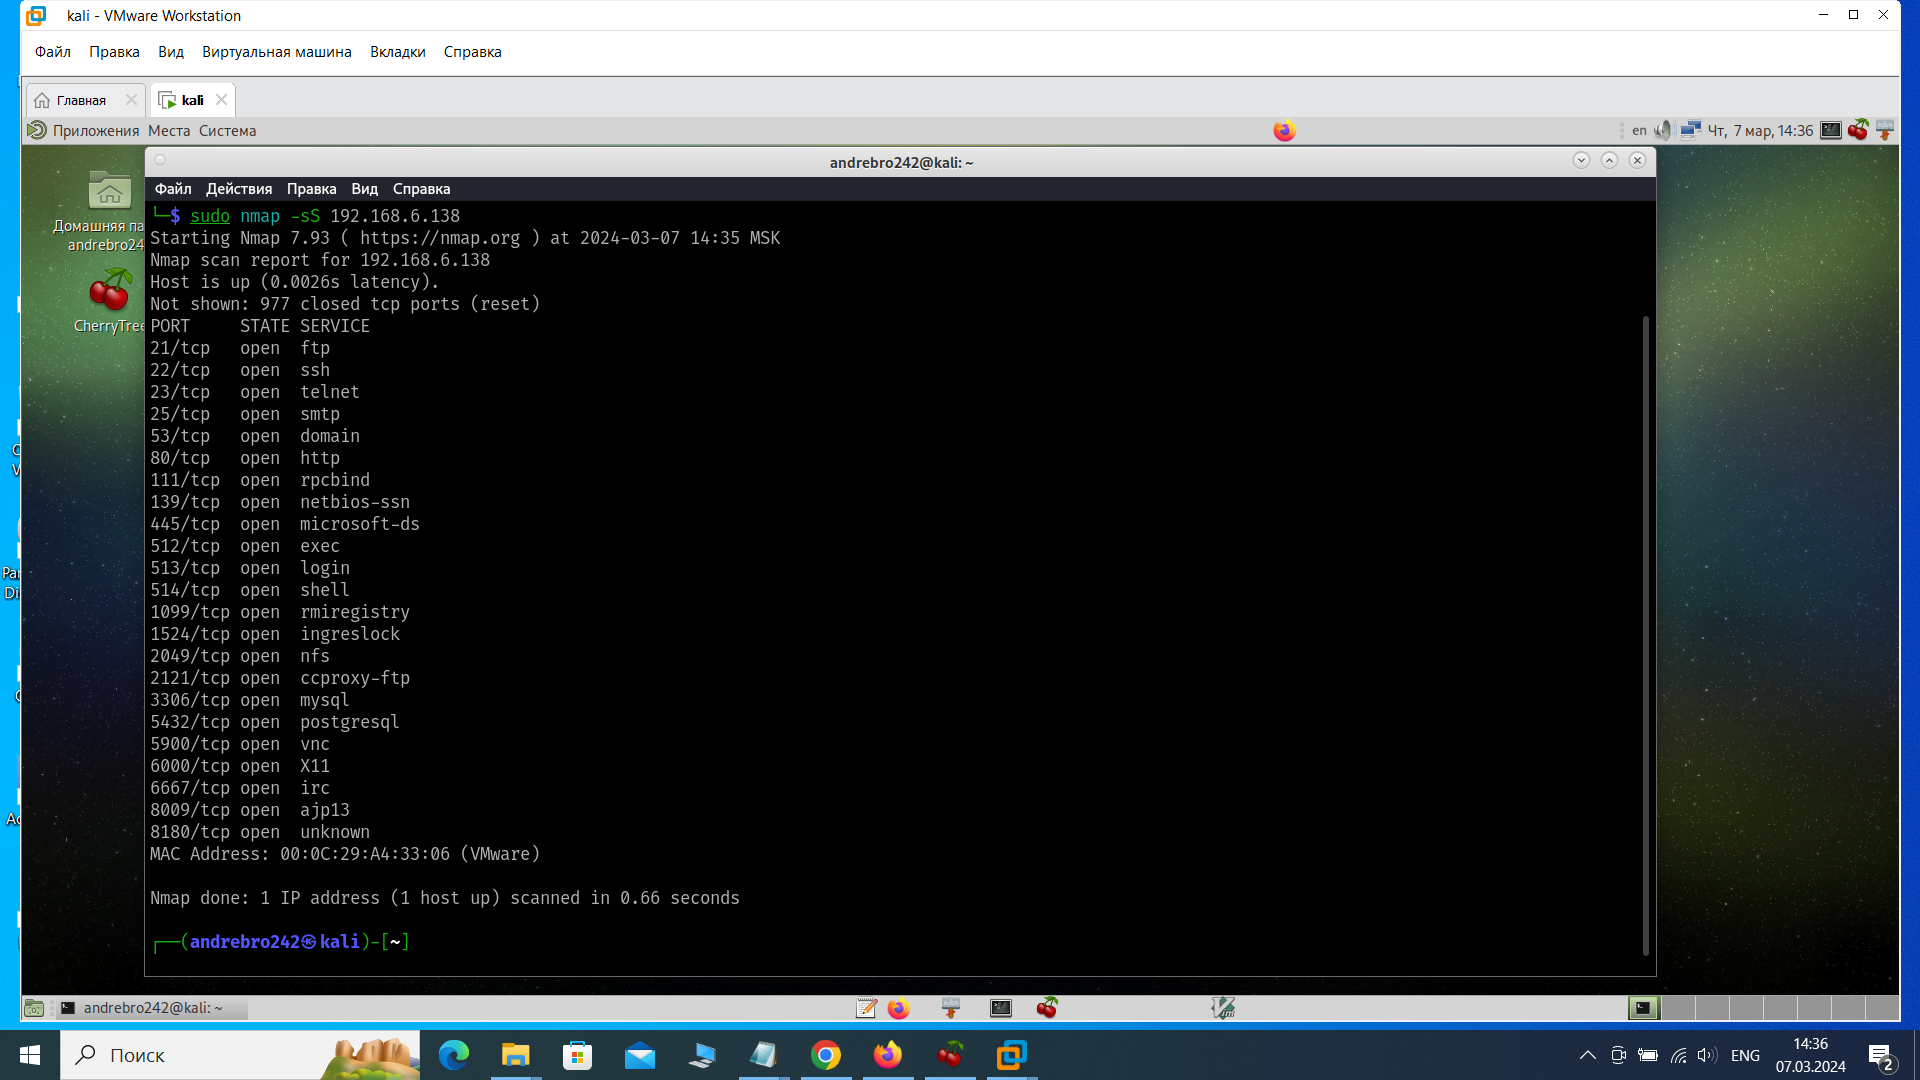 kali - VMware Workstation
Файл Правка Вид Виртуальная машина Вкладки Справка
Главная kali
Приложения Места Система en Чт, 7 мар, 14:36
andrebro242@kali: ~
Файл Действия Правка Вид Справка
Домашняя па
andrebro24
CherryTree
└─$ sudo nmap -sS 192.168.6.138
Starting Nmap 7.93 ( https://nmap.org ) at 2024-03-07 14:35 MSK
Nmap scan report for 192.168.6.138
Host is up (0.0026s latency).
Not shown: 977 closed tcp ports (reset)
PORT     STATE SERVICE
21/tcp   open  ftp
22/tcp   open  ssh
23/tcp   open  telnet
25/tcp   open  smtp
53/tcp   open  domain
80/tcp   open  http
111/tcp  open  rpcbind
139/tcp  open  netbios-ssn
445/tcp  open  microsoft-ds
512/tcp  open  exec
513/tcp  open  login
514/tcp  open  shell
1099/tcp open  rmiregistry
1524/tcp open  ingreslock
2049/tcp open  nfs
2121/tcp open  ccproxy-ftp
3306/tcp open  mysql
5432/tcp open  postgresql
5900/tcp open  vnc
6000/tcp open  X11
6667/tcp open  irc
8009/tcp open  ajp13
8180/tcp open  unknown
MAC Address: 00:0C:29:A4:33:06 (VMware)
Nmap done: 1 IP address (1 host up) scanned in 0.66 seconds
┌──(andrebro242㉿kali)-[~]
andrebro242@kali: ~
Поиск
ENG
14:36
07.03.2024
2